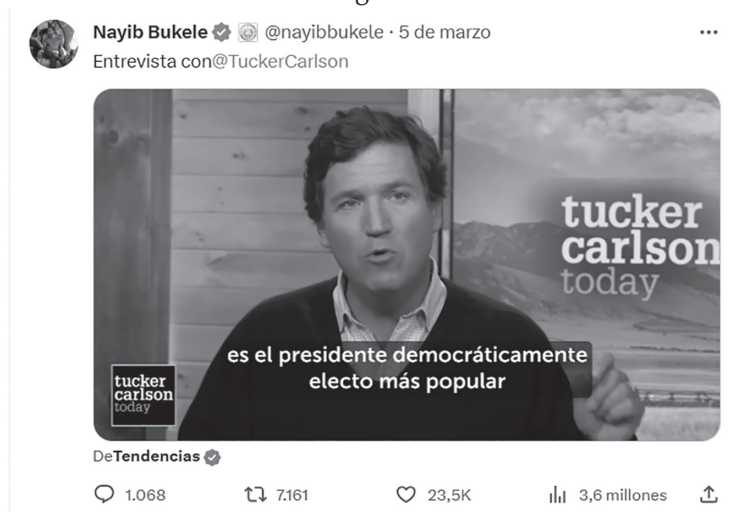 Nayib Bukele @nayibbukele · 5 de marzo
Entrevista con@TuckerCarlson
tucker
carlson
today
es el presidente democráticamente
electo más popular
tucker
carlson
today
DeTendencias
1.068 7.161 23,5K 3,6 millones